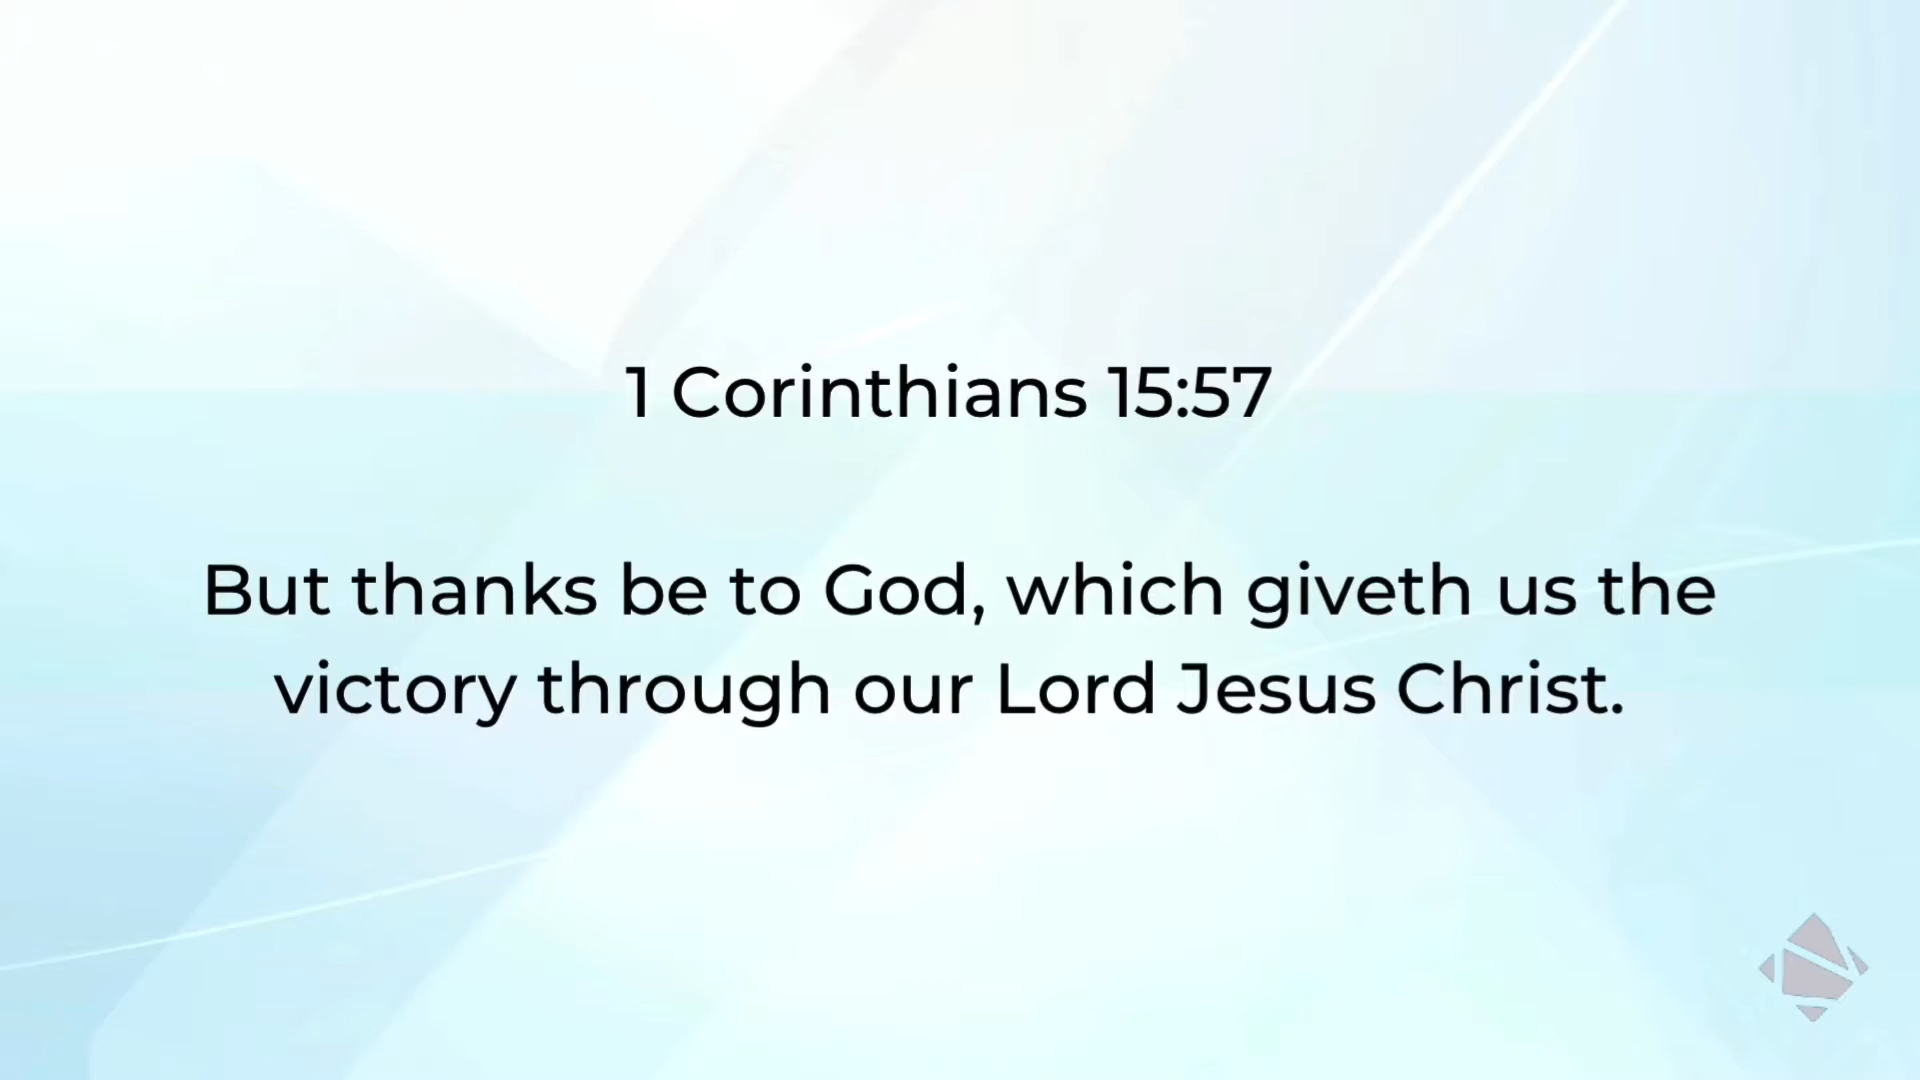 1 Corinthians 15:57
But thanks be to God, which giveth us the
victory through our Lord Jesus Christ.